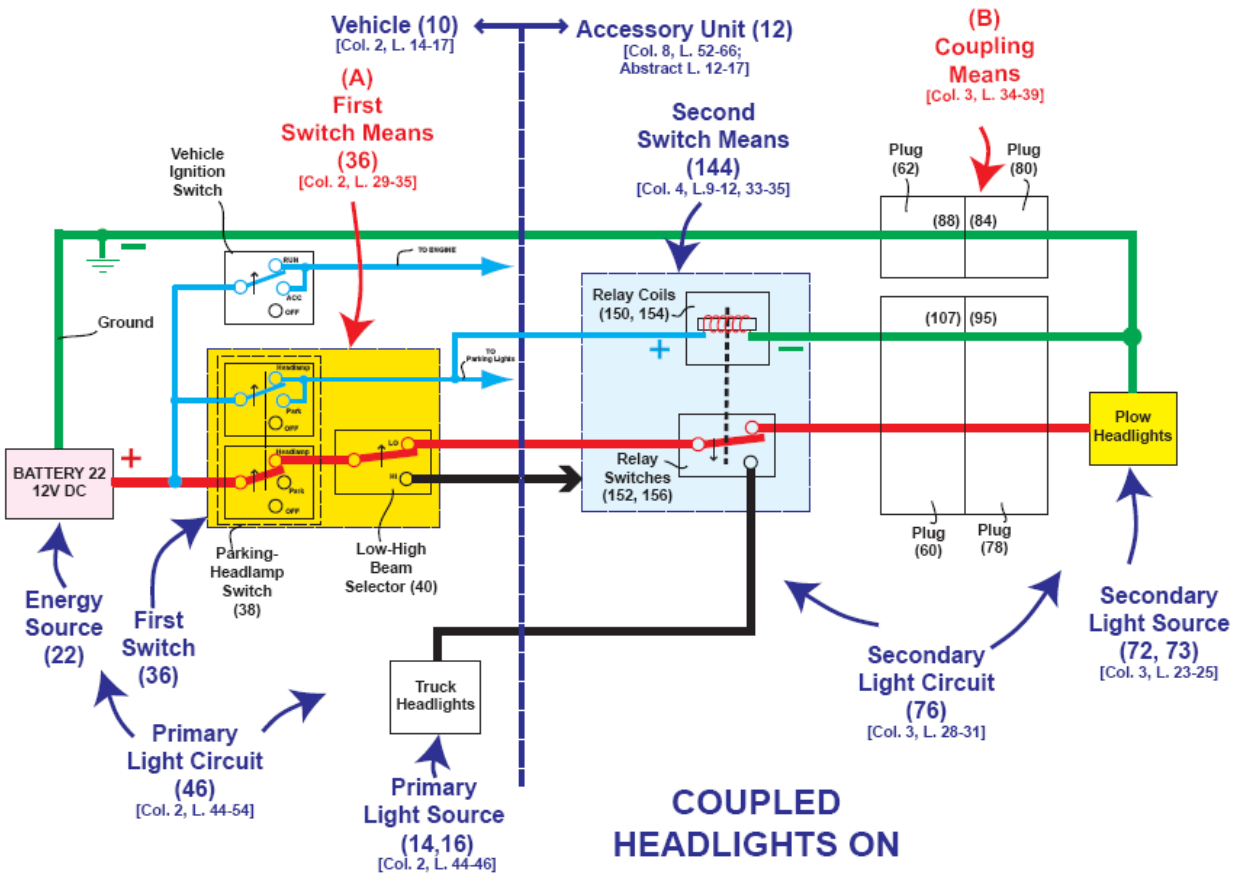 Vehicle (10)
[Col. 2, L. 14-17]
Accessory Unit (12)
[Col. 8, L. 52-66;
Abstract L. 12-17]
(B)
Coupling
Means
[Col. 3, L. 34-39]
(A)
First
Switch Means
(36)
[Col. 2, L. 29-35]
Second
Switch Means
(144)
[Col. 4, L.9-12, 33-35]
Vehicle
Ignition
Switch
Plug
(62)
Plug
(80)
(88)
(84)
RUN
ACC
OFF
TO ENGINE
Ground
Relay Coils
(150, 154)
+
−
(107)
(95)
TO
Parking Lights
Headlamp
Park
OFF
BATTERY 22
12V DC
+
−
Headlamp
Park
OFF
LO
HI
Relay
Switches
(152, 156)
Plow
Headlights
Plug
(60)
Plug
(78)
Parking-
Headlamp
Switch
(38)
Low-High
Beam
Selector (40)
Energy
Source
(22)
First
Switch
(36)
Primary
Light Circuit
(46)
[Col. 2, L. 44-54]
Truck
Headlights
Primary
Light Source
(14,16)
[Col. 2, L. 44-46]
Secondary
Light Circuit
(76)
[Col. 3, L. 28-31]
Secondary
Light Source
(72, 73)
[Col. 3, L. 23-25]
COUPLED
HEADLIGHTS ON